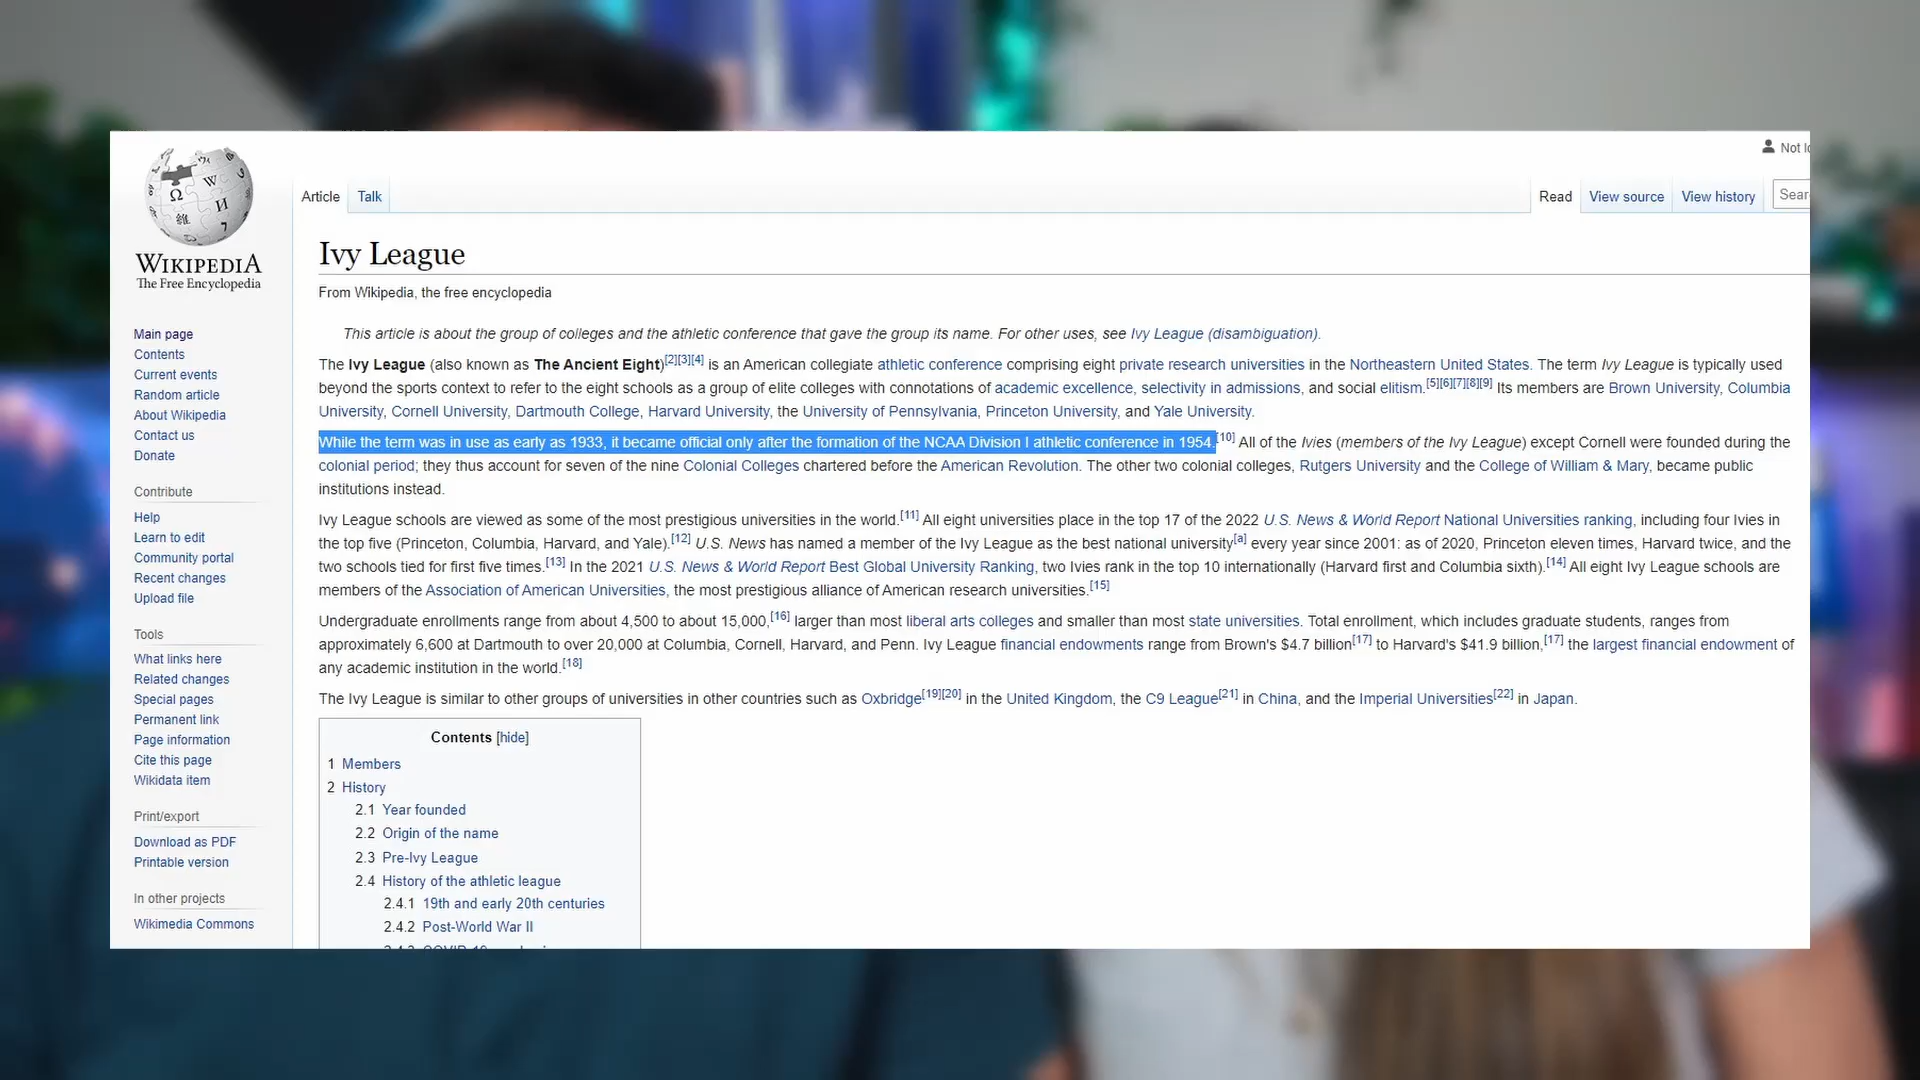 Not lo
Article Talk Read View source View history Sear
WIKIPEDIA
The Free Encyclopedia
Main page
Contents
Current events
Random article
About Wikipedia
Contact us
Donate
Contribute
Help
Learn to edit
Community portal
Recent changes
Upload file
Tools
What links here
Related changes
Special pages
Permanent link
Page information
Cite this page
Wikidata item
Print/export
Download as PDF
Printable version
In other projects
Wikimedia Commons
Ivy League
From Wikipedia, the free encyclopedia
This article is about the group of colleges and the athletic conference that gave the group its name. For other uses, see Ivy League (disambiguation).
The Ivy League (also known as The Ancient Eight)[2][3][4] is an American collegiate athletic conference comprising eight private research universities in the Northeastern United States. The term Ivy League is typically used
beyond the sports context to refer to the eight schools as a group of elite colleges with connotations of academic excellence, selectivity in admissions, and social elitism.[5][6][7][8][9] Its members are Brown University, Columbia
University, Cornell University, Dartmouth College, Harvard University, the University of Pennsylvania, Princeton University, and Yale University.
While the term was in use as early as 1933, it became official only after the formation of the NCAA Division I athletic conference in 1954.[10] All of the Ivies (members of the Ivy League) except Cornell were founded during the
colonial period; they thus account for seven of the nine Colonial Colleges chartered before the American Revolution. The other two colonial colleges, Rutgers University and the College of William & Mary, became public
institutions instead.
Ivy League schools are viewed as some of the most prestigious universities in the world.[11] All eight universities place in the top 17 of the 2022 U.S. News & World Report National Universities ranking, including four Ivies in
the top five (Princeton, Columbia, Harvard, and Yale).[12] U.S. News has named a member of the Ivy League as the best national university[a] every year since 2001: as of 2020, Princeton eleven times, Harvard twice, and the
two schools tied for first five times.[13] In the 2021 U.S. News & World Report Best Global University Ranking, two Ivies rank in the top 10 internationally (Harvard first and Columbia sixth).[14] All eight Ivy League schools are
members of the Association of American Universities, the most prestigious alliance of American research universities.[15]
Undergraduate enrollments range from about 4,500 to about 15,000,[16] larger than most liberal arts colleges and smaller than most state universities. Total enrollment, which includes graduate students, ranges from
approximately 6,600 at Dartmouth to over 20,000 at Columbia, Cornell, Harvard, and Penn. Ivy League financial endowments range from Brown's $4.7 billion[17] to Harvard's $41.9 billion,[17] the largest financial endowment of
any academic institution in the world.[18]
The Ivy League is similar to other groups of universities in other countries such as Oxbridge[19][20] in the United Kingdom, the C9 League[21] in China, and the Imperial Universities[22] in Japan.
Contents [hide]
1 Members
2 History
2.1 Year founded
2.2 Origin of the name
2.3 Pre-Ivy League
2.4 History of the athletic league
2.4.1 19th and early 20th centuries
2.4.2 Post-World War II